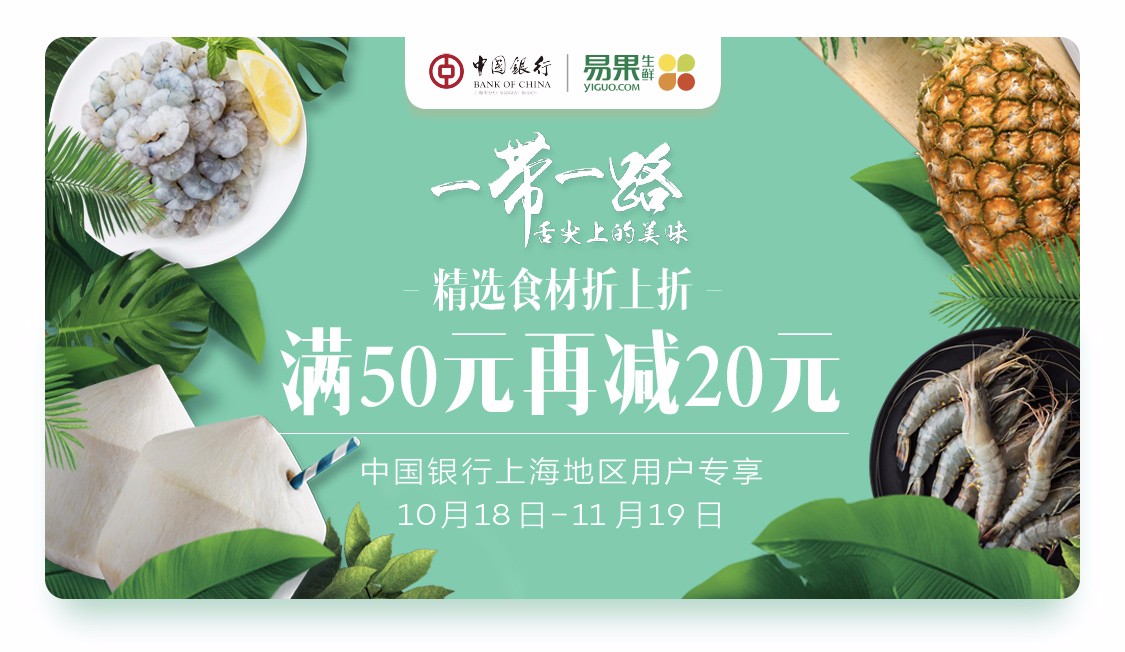 中国銀行
BANK OF CHINA
易果生鲜
YIGUO.COM
一带一路
舌尖上的美味
精选食材折上折
满50元再减20元
中国银行上海地区用户专享
10月18日-11月19日